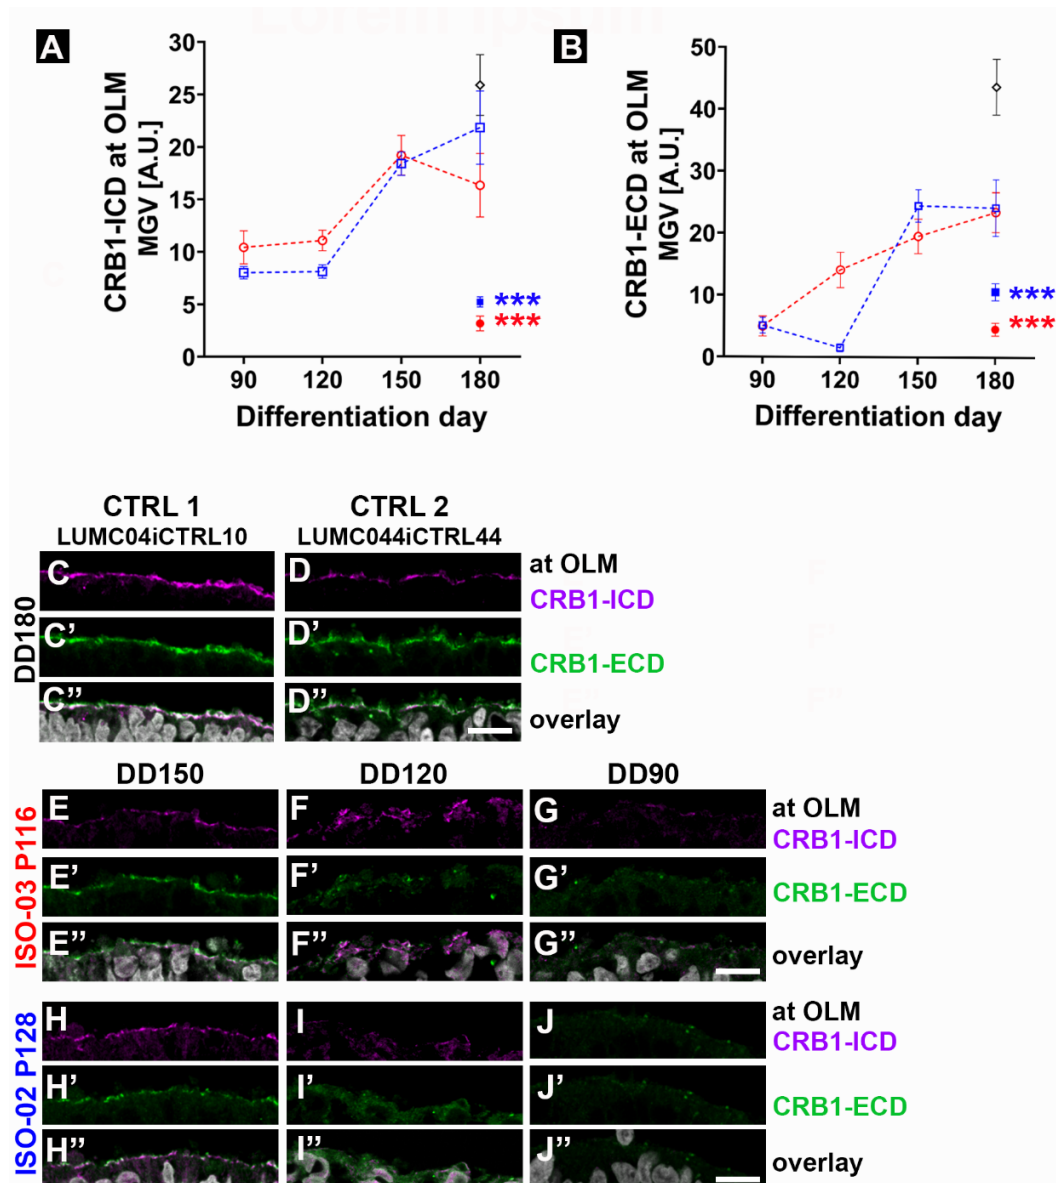 Lorem Ipsum
A
CRB1-ICD at OLM
MGV [A.U.]
30
25
20
15
10
5
0
***
***
90 120 150 180
Differentiation day
B
CRB1-ECD at OLM
MGV [A.U.]
50
40
30
20
10
0
***
***
90 120 150 180
Differentiation day
CTRL 1 CTRL 2
LUMC04iCTRL10 LUMC044iCTRL44
DD180
C D at OLM
CRB1-ICD
C' D' CRB1-ECD
C'' D'' overlay
F
E' F'
E'' F''
DD150 DD120 DD90
ISO-03 P116
E F G at OLM
CRB1-ICD
E' F' G' CRB1-ECD
E'' F'' G'' overlay
ISO-02 P128
H I J at OLM
CRB1-ICD
H' I' J' CRB1-ECD
H'' I'' J'' overlay